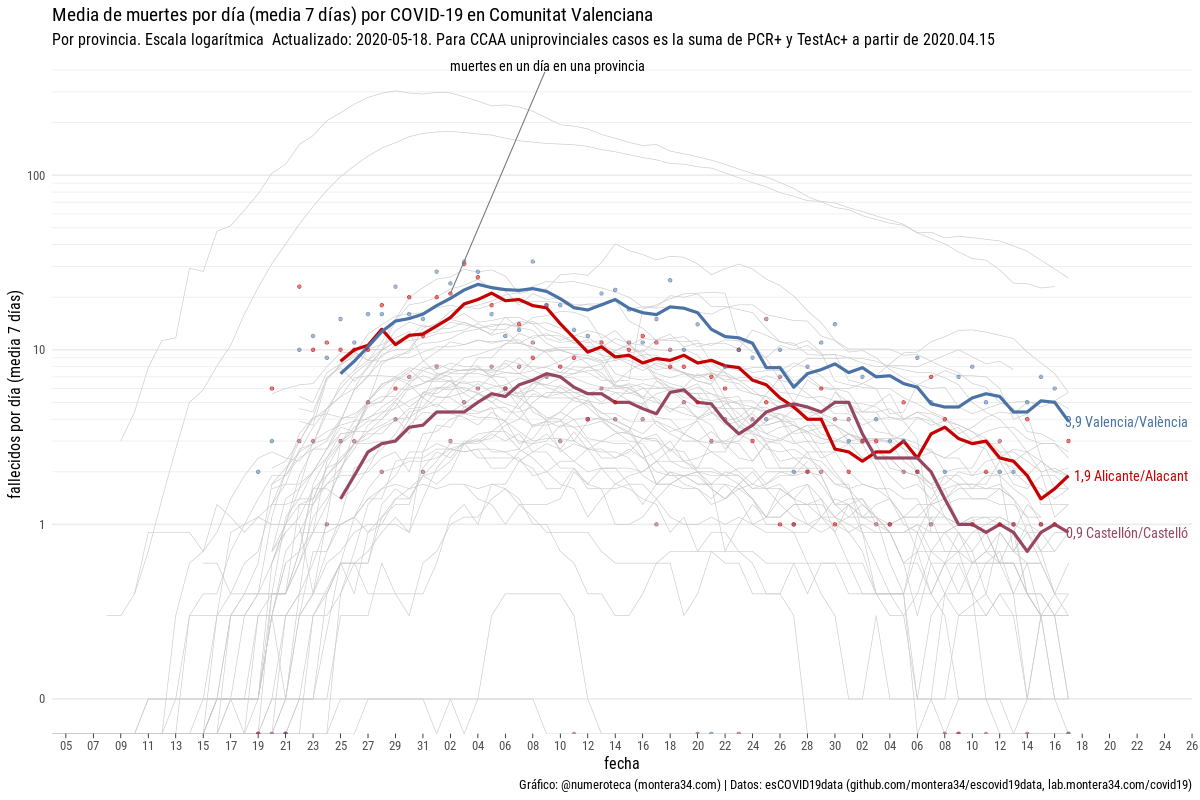 Media de muertes por día (media 7 días) por COVID-19 en Comunitat Valenciana
Por provincia. Escala logarítmica  Actualizado: 2020-05-18. Para CCAA uniprovinciales casos es la suma de PCR+ y TestAc+ a partir de 2020.04.15
muertes en un día en una provincia
fallecidos por día (media 7 días)
100
10
1
0
3,9 Valencia/València
1,9 Alicante/Alacant
0,9 Castellón/Castelló
05 07 09 11 13 15 17 19 21 23 25 27 29 31 02 04 06 08 10 12 14 16 18 20 22 24 26 28 30 02 04 06 08 10 12 14 16 18 20 22 24 26
fecha
Gráfico: @numeroteca (montera34.com) | Datos: esCOVID19data (github.com/montera34/escovid19data, lab.montera34.com/covid19)